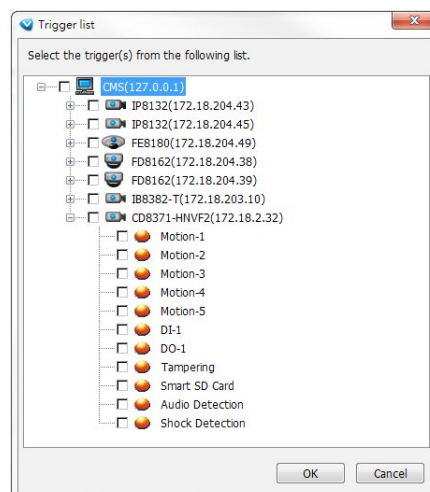 Trigger list
Select the trigger(s) from the following list.
CMS(127.0.0.1)
IP8132(172.18.204.43)
IP8132(172.18.204.45)
FE8180(172.18.204.49)
FD8162(172.18.204.38)
FD8162(172.18.204.39)
IB8382-T(172.18.203.10)
CD8371-HNVF2(172.18.2.32)
Motion-1
Motion-2
Motion-3
Motion-4
Motion-5
DI-1
DO-1
Tampering
Smart SD Card
Audio Detection
Shock Detection
OK Cancel